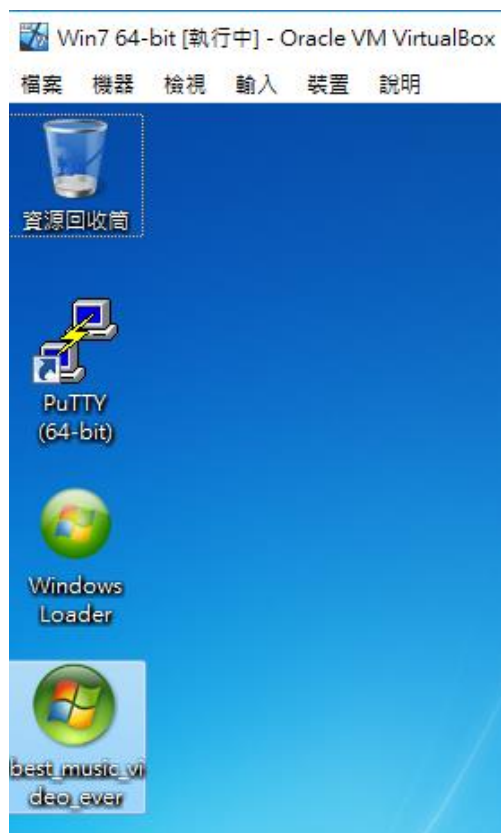 Win7 64-bit [執行中] - Oracle VM VirtualBox
檔案 機器 檢視 輸入 裝置 說明
資源回收筒
PuTTY
(64-bit)
Windows
Loader
best_music_vi
deo_ever